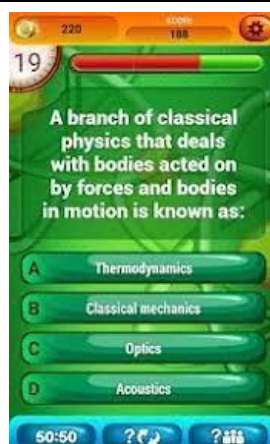 220
score
188
19
A branch of classical
physics that deals
with bodies acted on
by forces and bodies
in motion is known as:
A Thermodynamics
B Classical mechanics
C Optics
D Acoustics
50:50
?
?